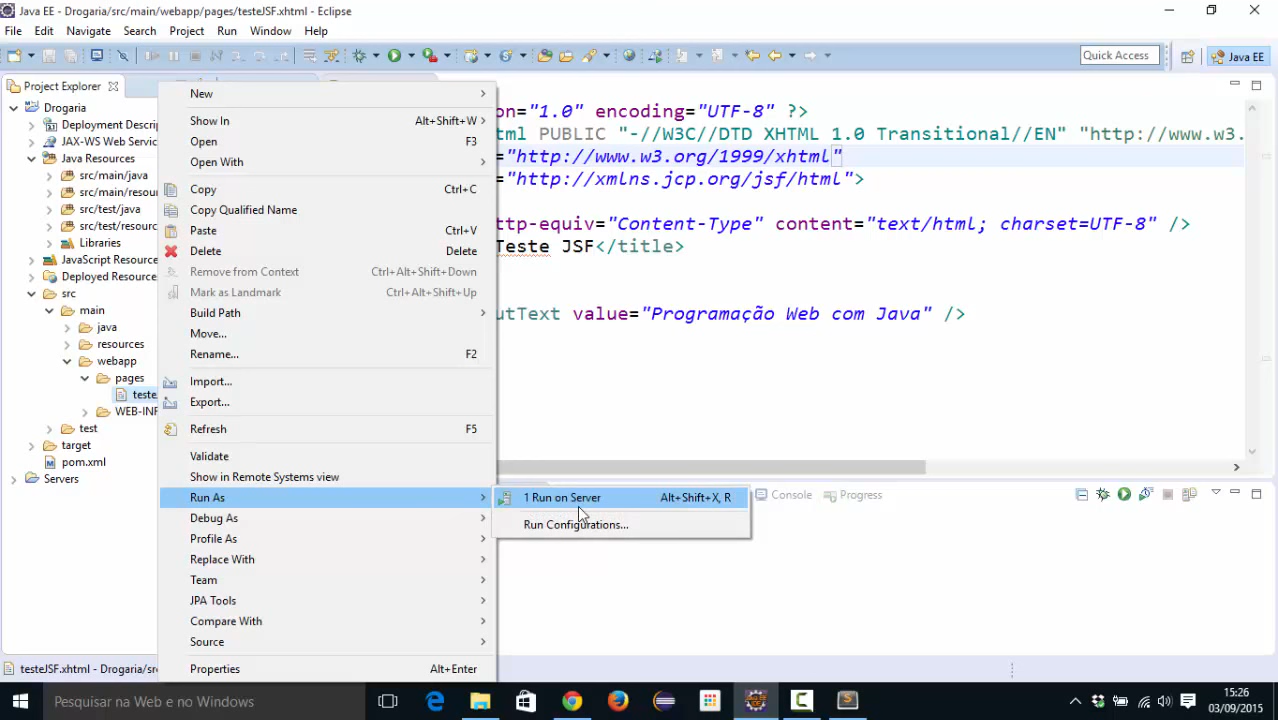 Java EE - Drogaria/src/main/webapp/pages/testeJSF.xhtml - Eclipse
File Edit Navigate Search Project Run Window Help
Quick Access Java EE
Project Explorer
Drogaria
Deployment Descri
JAX-WS Web Servic
Java Resources
src/main/java
src/main/resou
src/test/java
src/test/resourc
Libraries
JavaScript Resource
Deployed Resource
src
main
java
resources
webapp
pages
teste.
WEB-INF
test
target
pom.xml
Servers
New
Show In Alt+Shift+W
Open F3
Open With
Copy Ctrl+C
Copy Qualified Name
Paste Ctrl+V
Delete Delete
Remove from Context Ctrl+Alt+Shift+Down
Mark as Landmark Ctrl+Alt+Shift+Up
Build Path
Move...
Rename... F2
Import...
Export...
Refresh F5
Validate
Show in Remote Systems view
Run As
Debug As
Profile As
Replace With
Team
JPA Tools
Compare With
Source
Properties Alt+Enter
1 Run on Server Alt+Shift+X, R
Run Configurations...
on="1.0" encoding="UTF-8" ?>
tml PUBLIC "-//W3C//DTD XHTML 1.0 Transitional//EN" "http://www.w3.
="http://www.w3.org/1999/xhtml"
="http://xmlns.jcp.org/jsf/html">
ttp-equiv="Content-Type" content="text/html; charset=UTF-8" />
Teste JSF</title>
utText value="Programação Web com Java" />
Console Progress
testeJSF.xhtml - Drogaria/src
Pesquisar na Web e no Windows
15:26
03/09/2015